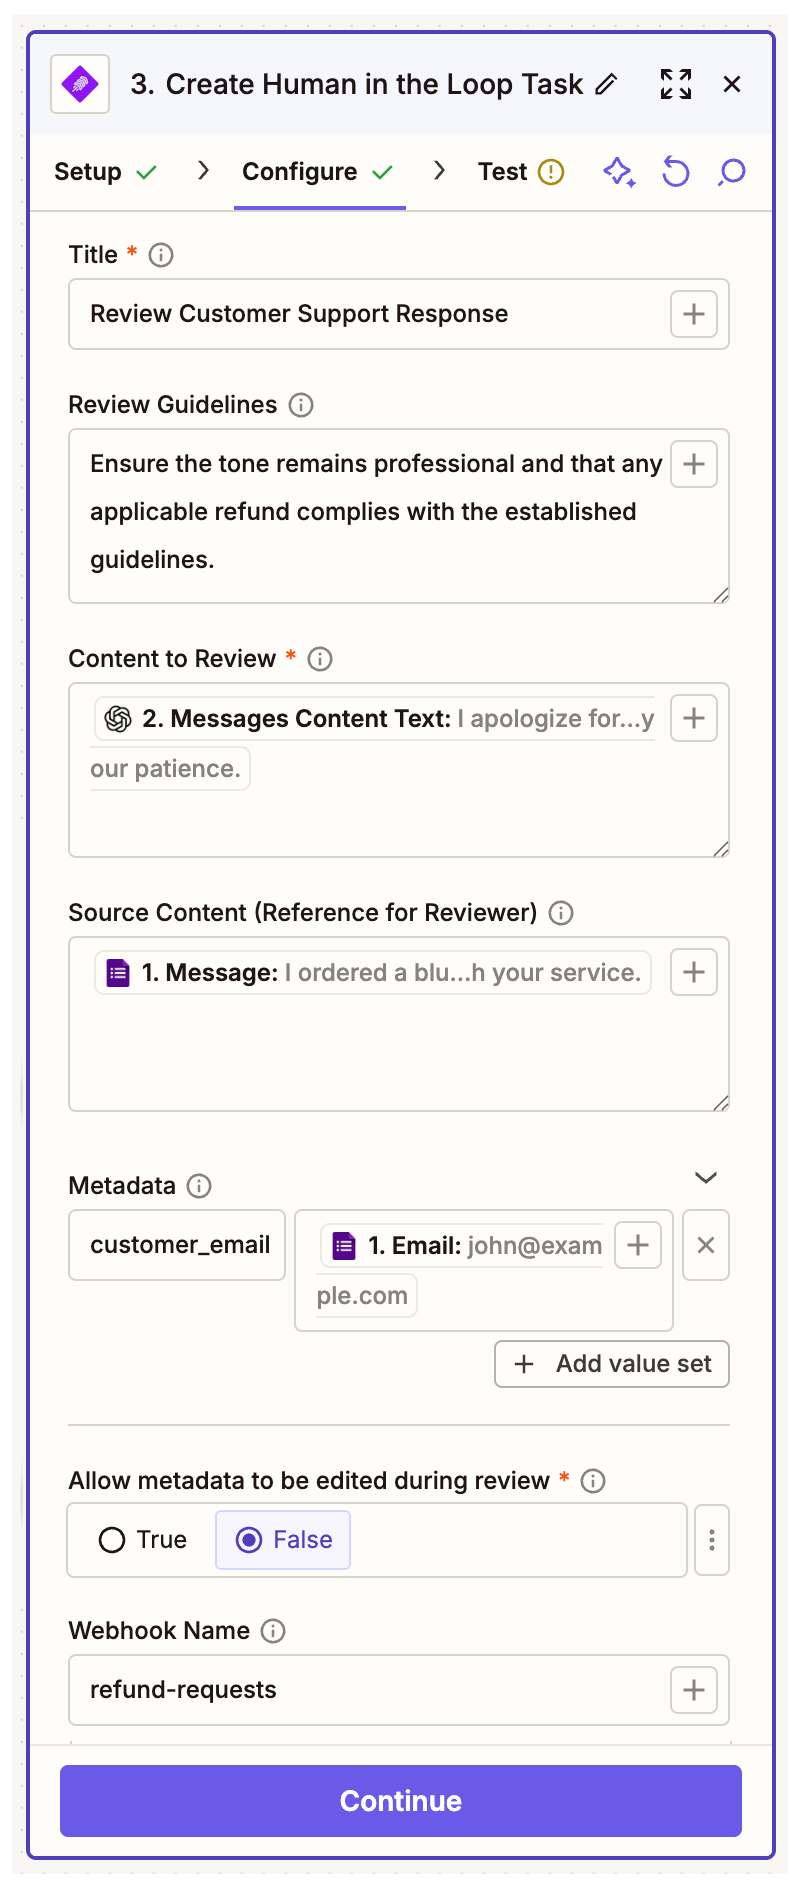 3. Create Human in the Loop Task
Setup
Configure
Test
Title *
Review Customer Support Response
Review Guidelines
Ensure the tone remains professional and that any
applicable refund complies with the established
guidelines.
Content to Review *
2. Messages Content Text: I apologize for...y
our patience.
Source Content (Reference for Reviewer)
1. Message: I ordered a blu...h your service.
Metadata
customer_email
1. Email: john@exam
ple.com
+ Add value set
Allow metadata to be edited during review *
True
False
Webhook Name
refund-requests
Continue